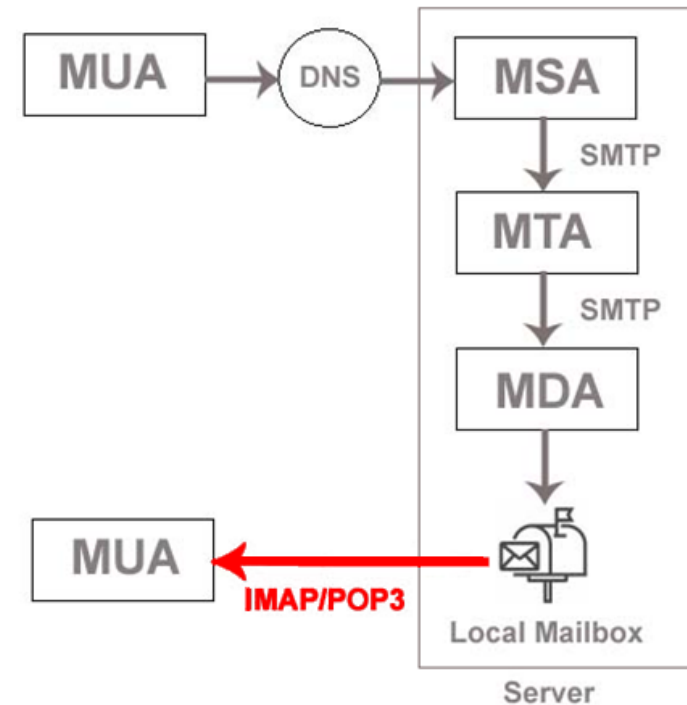 MUA
DNS
MSA
SMTP
MTA
SMTP
MDA
MUA
IMAP/POP3
Local Mailbox
Server